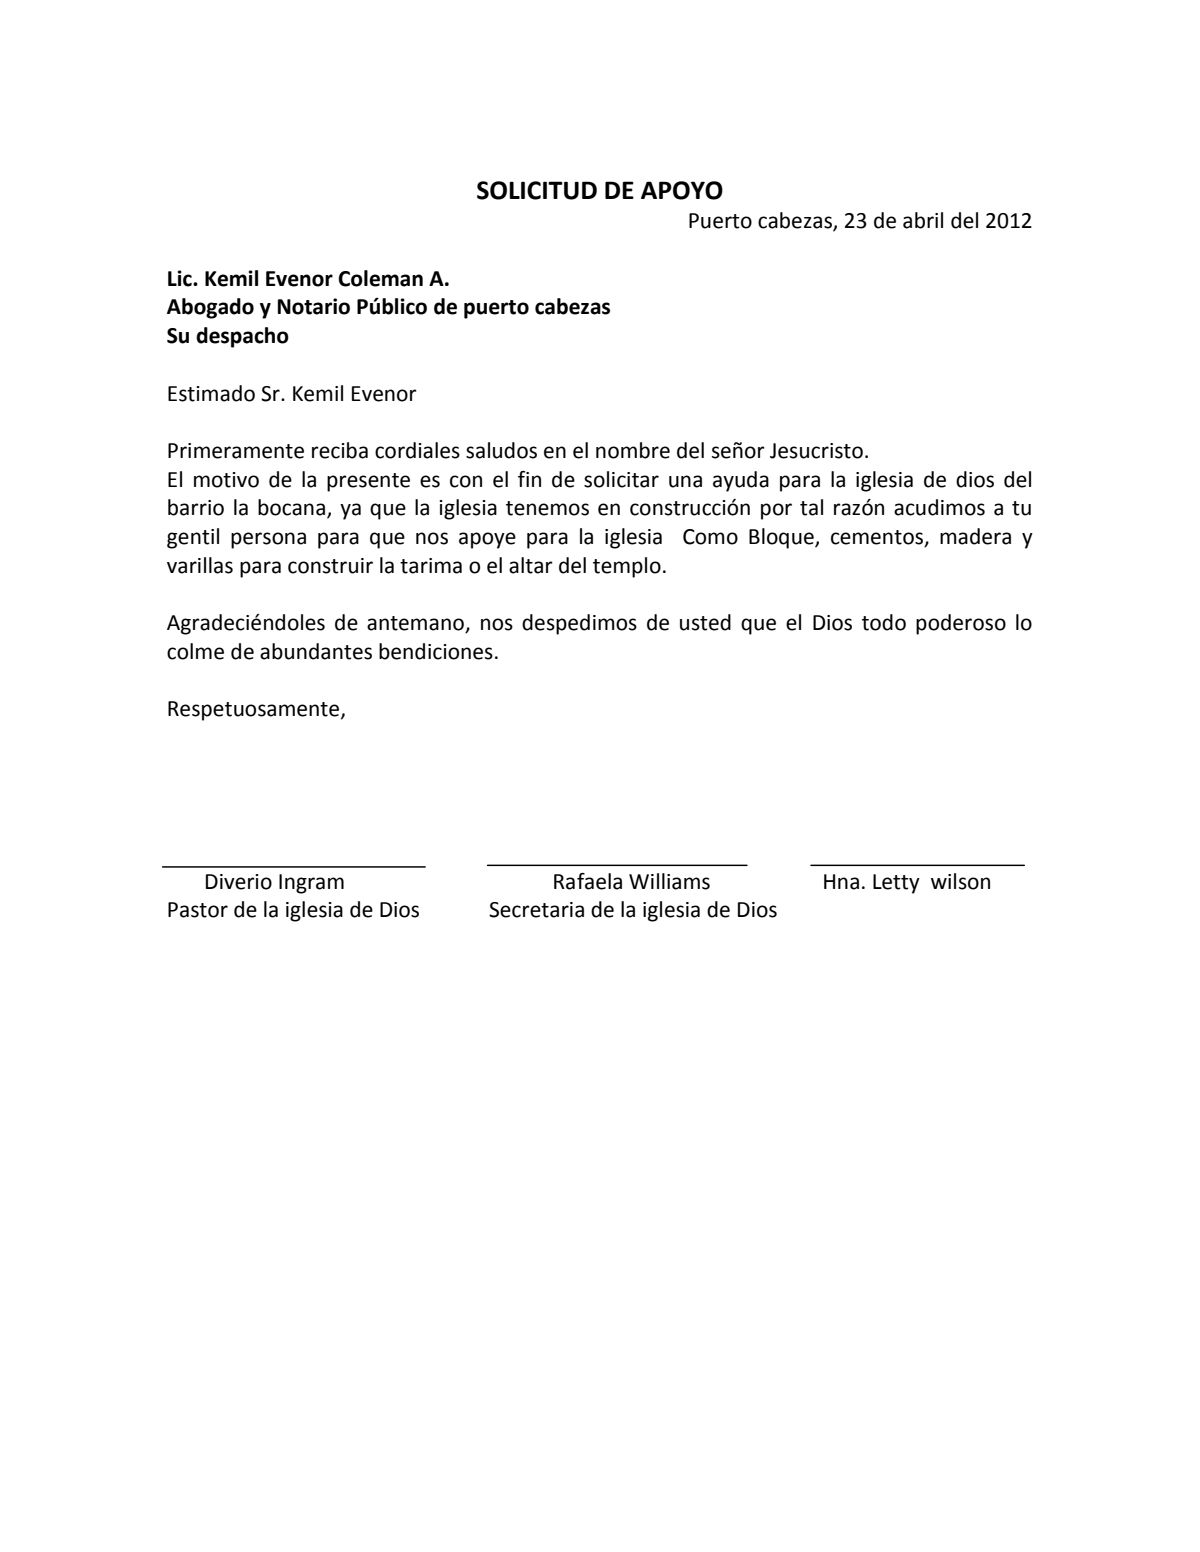 SOLICITUD DE APOYO
Puerto cabezas, 23 de abril del 2012
Lic. Kemil Evenor Coleman A.
Abogado y Notario Público de puerto cabezas
Su despacho
Estimado Sr. Kemil Evenor
Primeramente reciba cordiales saludos en el nombre del señor Jesucristo.
El motivo de la presente es con el fin de solicitar una ayuda para la iglesia de dios del
barrio la bocana, ya que la iglesia tenemos en construcción por tal razón acudimos a tu
gentil persona para que nos apoye para la iglesia  Como Bloque, cementos, madera y
varillas para construir la tarima o el altar del templo.
Agradeciéndoles de antemano, nos despedimos de usted que el Dios todo poderoso lo
colme de abundantes bendiciones.
Respetuosamente,
Diverio Ingram Rafaela Williams Hna. Letty  wilson
Pastor de la iglesia de Dios Secretaria de la iglesia de Dios